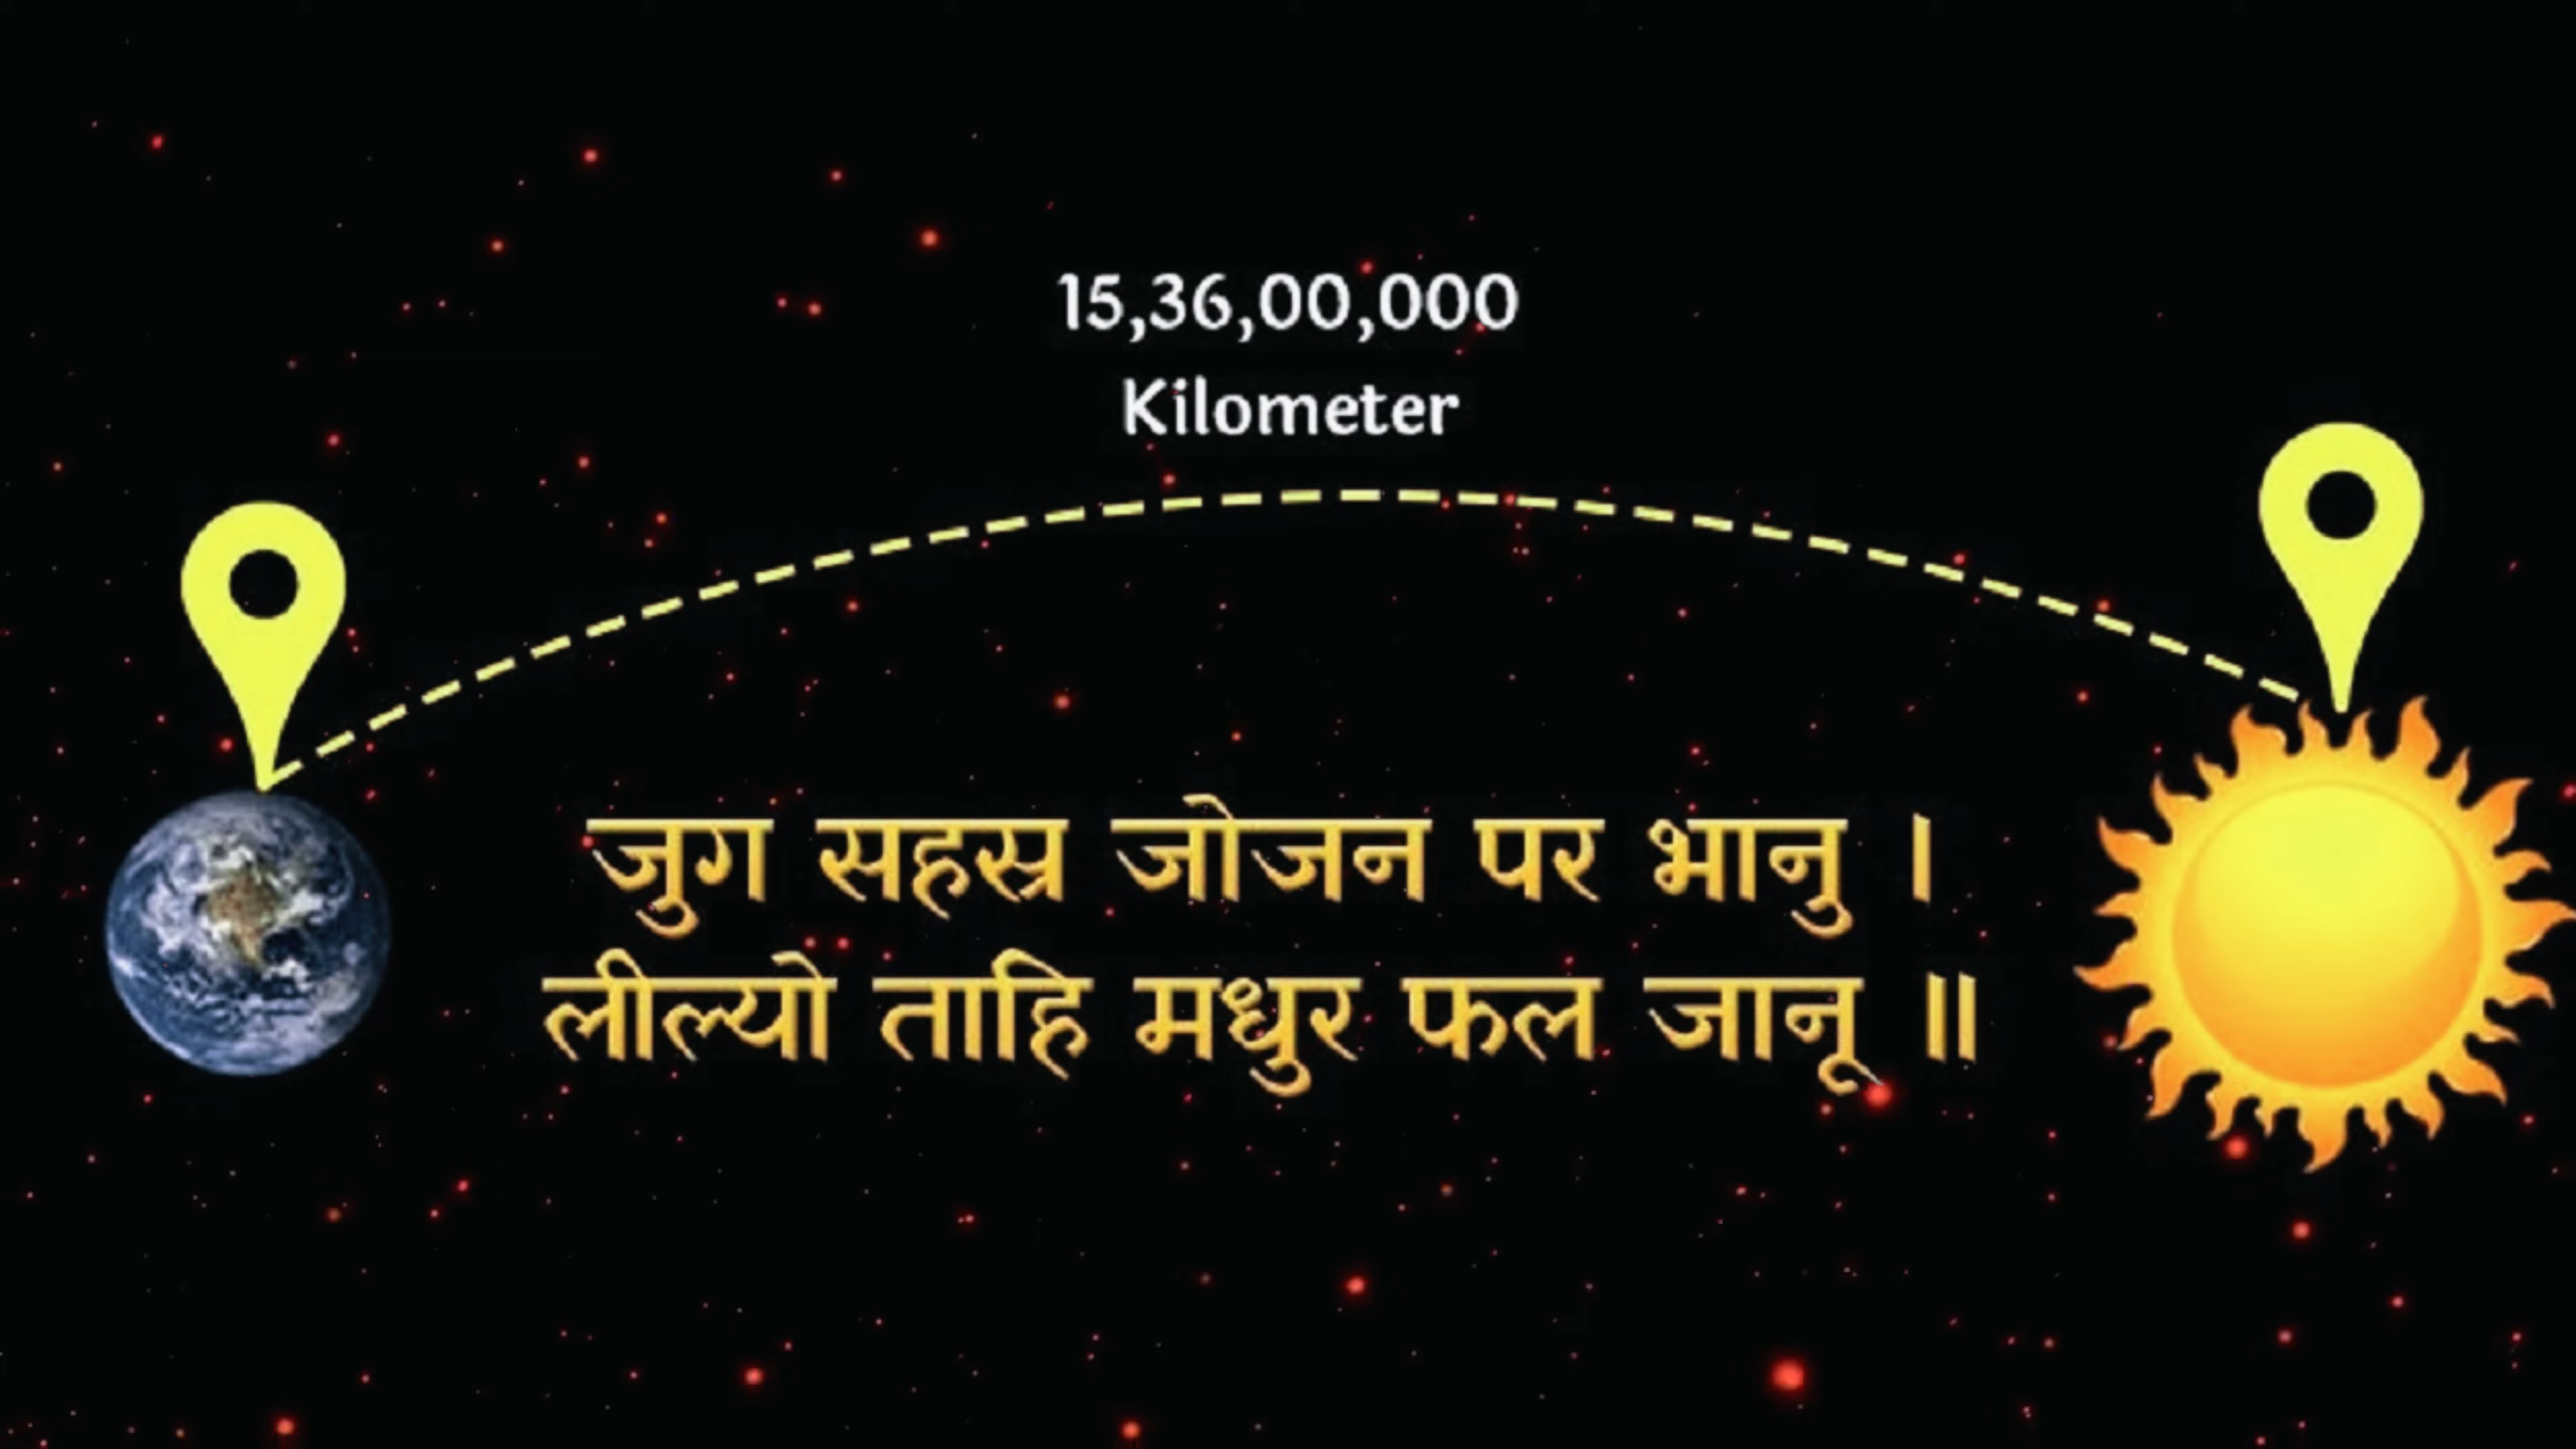 15,36,00,000
Kilometer
जुग सहस्र जोजन पर भानु ।
लील्यो ताहि मधुर फल जानू ॥